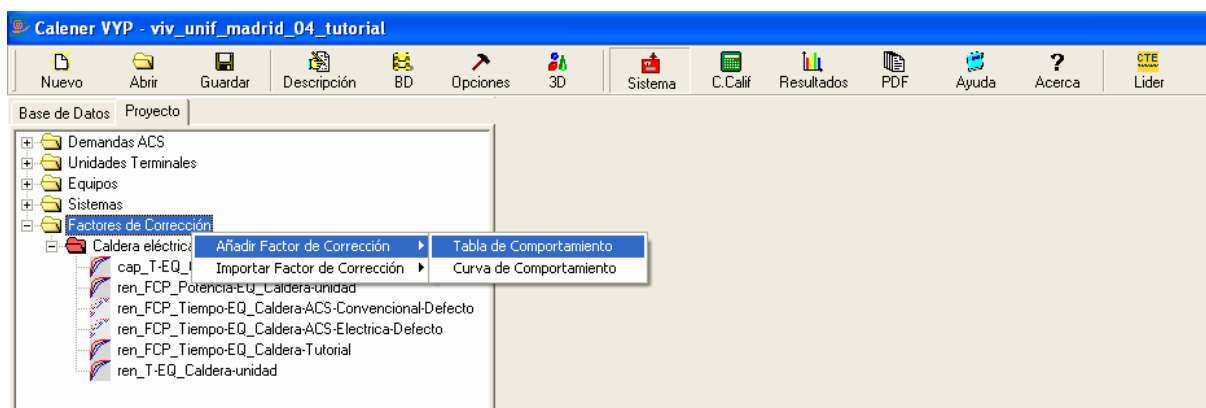 Calener VYP - viv_unif_madrid_04_tutorial
Nuevo Abrir Guardar Descripción BD Opciones 3D Sistema C.Calif Resultados PDF Ayuda Acerca CTE Lider
Base de Datos Proyecto
Demandas ACS
Unidades Terminales
Equipos
Sistemas
Factores de Corrección
Caldera eléctrica Añadir Factor de Corrección Tabla de Comportamiento
cap_T-EQ_ Importar Factor de Corrección Curva de Comportamiento
ren_FCP_Potencia-EQ_Caldera-unidad
ren_FCP_Tiempo-EQ_Caldera-ACS-Convencional-Defecto
ren_FCP_Tiempo-EQ_Caldera-ACS-Electrica-Defecto
ren_FCP_Tiempo-EQ_Caldera-Tutorial
ren_T-EQ_Caldera-unidad